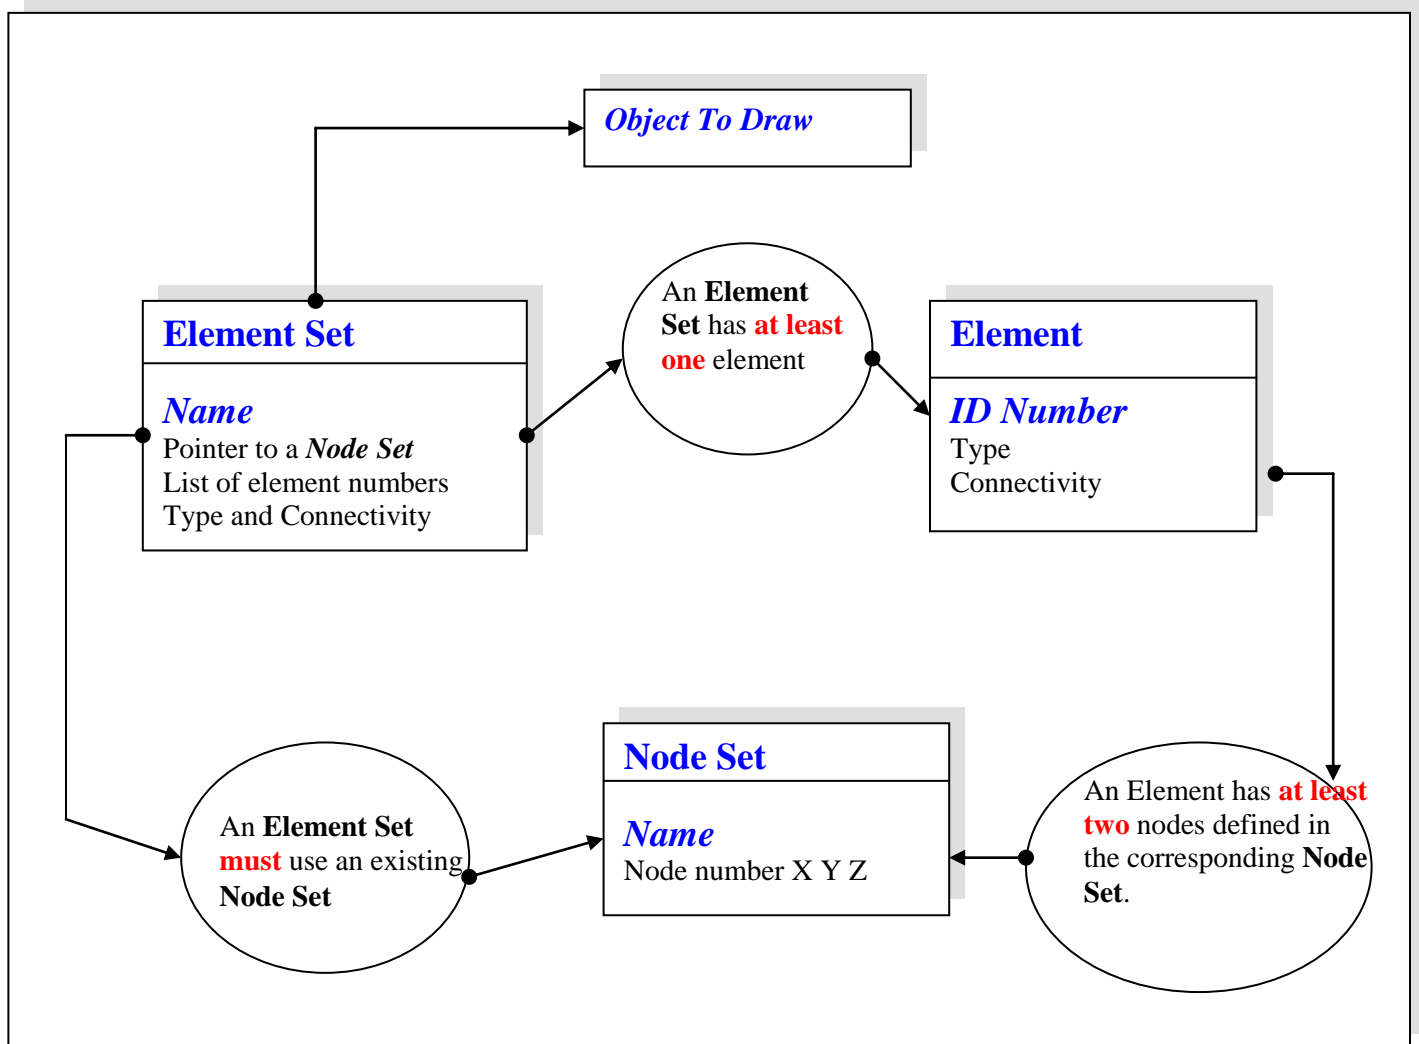 Object To Draw
An Element
Set has at least
one element
Element Set
Name
Pointer to a Node Set
List of element numbers
Type and Connectivity
Element
ID Number
Type
Connectivity
An Element Set
must use an existing
Node Set
Node Set
Name
Node number X Y Z
An Element has at least
two nodes defined in
the corresponding Node
Set.